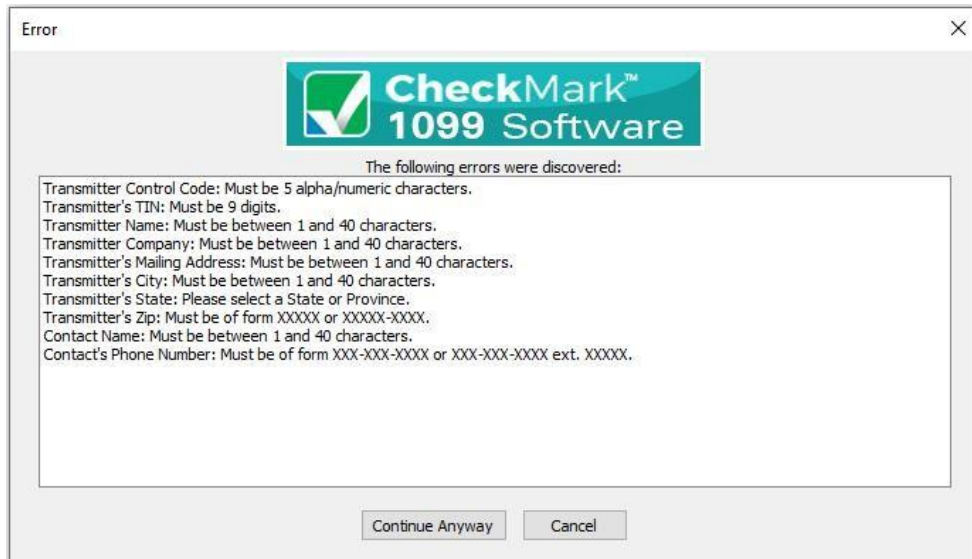 Error
CheckMark™
1099 Software
The following errors were discovered:
Transmitter Control Code: Must be 5 alpha/numeric characters.
Transmitter's TIN: Must be 9 digits.
Transmitter Name: Must be between 1 and 40 characters.
Transmitter Company: Must be between 1 and 40 characters.
Transmitter's Mailing Address: Must be between 1 and 40 characters.
Transmitter's City: Must be between 1 and 40 characters.
Transmitter's State: Please select a State or Province.
Transmitter's Zip: Must be of form XXXXX or XXXXX-XXXX.
Contact Name: Must be between 1 and 40 characters.
Contact's Phone Number: Must be of form XXX-XXX-XXXX or XXX-XXX-XXXX ext. XXXXX.
Continue Anyway Cancel